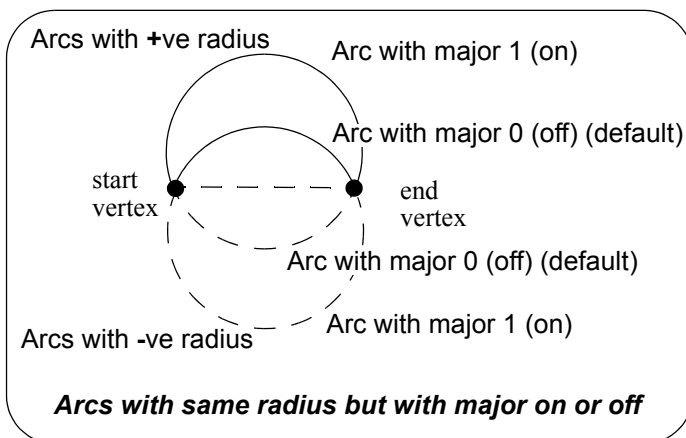 Arcs with +ve radius
Arc with major 1 (on)
Arc with major 0 (off) (default)
start
vertex
end
vertex
Arc with major 0 (off) (default)
Arc with major 1 (on)
Arcs with -ve radius
Arcs with same radius but with major on or off